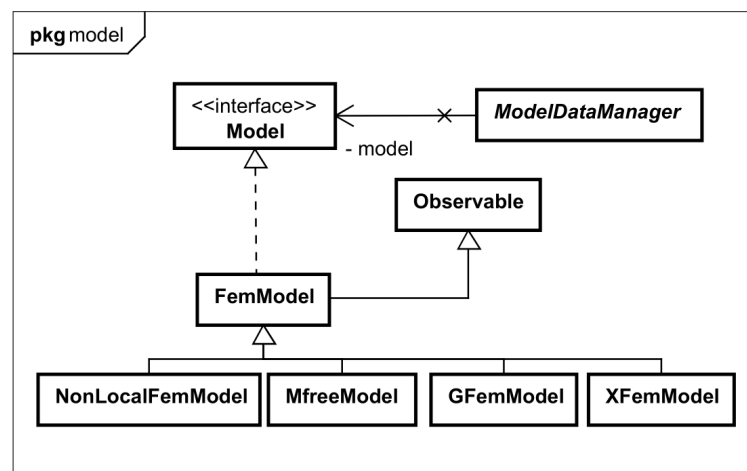 pkg model
<<interface>>
Model
ModelDataManager
- model
Observable
FemModel
NonLocalFemModel
MfreeModel
GFemModel
XFemModel